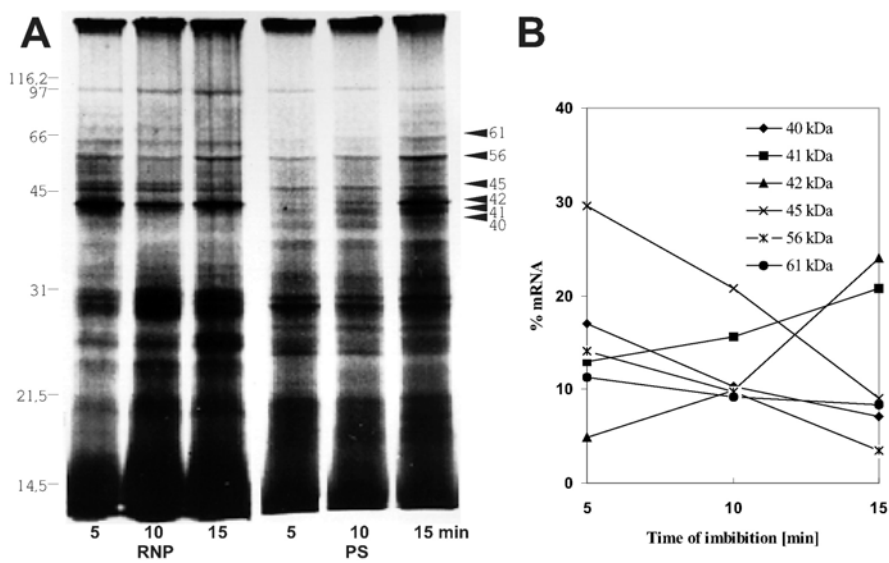 A
116,2
97
66
45
31
21,5
14,5
61
56
45
42
41
40
5 10 15 5 10 15 min
RNP PS
B
40
30
20
10
0
% mRNA
40 kDa
41 kDa
42 kDa
45 kDa
56 kDa
61 kDa
5 10 15
Time of imbibition [min]